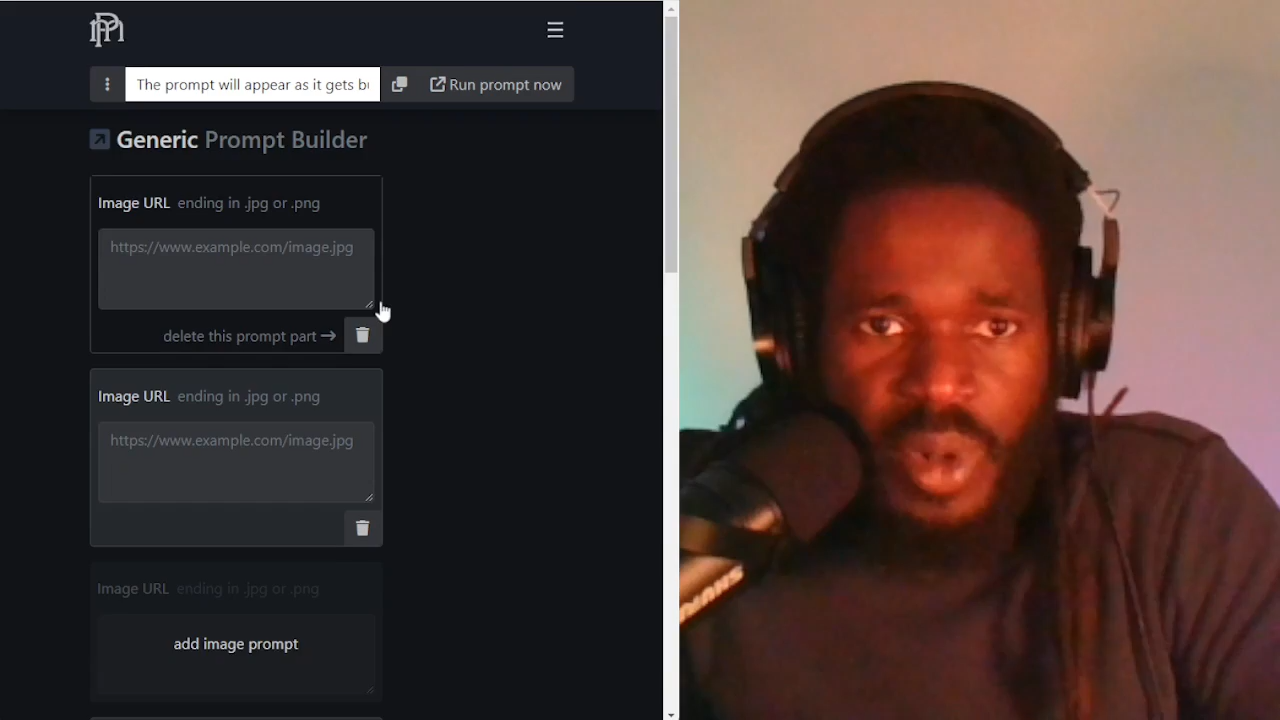 The prompt will appear as it gets bu
Run prompt now
Generic Prompt Builder
Image URL ending in .jpg or .png
https://www.example.com/image.jpg
delete this prompt part →
Image URL ending in .jpg or .png
https://www.example.com/image.jpg
Image URL ending in .jpg or .png
add image prompt